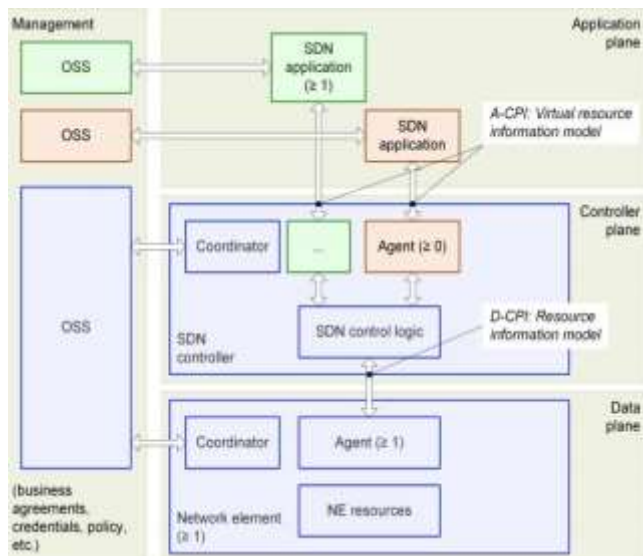 Management
Application
plane
OSS
SDN
application
(≥ 1)
OSS
SDN
application
A-CPI: Virtual resource
information model
Controller
plane
Coordinator
...
Agent (≥ 0)
OSS
SDN control logic
D-CPI: Resource
information model
SDN
controller
Data
plane
Coordinator
Agent (≥ 1)
(business
agreements,
credentials, policy,
etc.)
Network element
(≥ 1)
NE resources